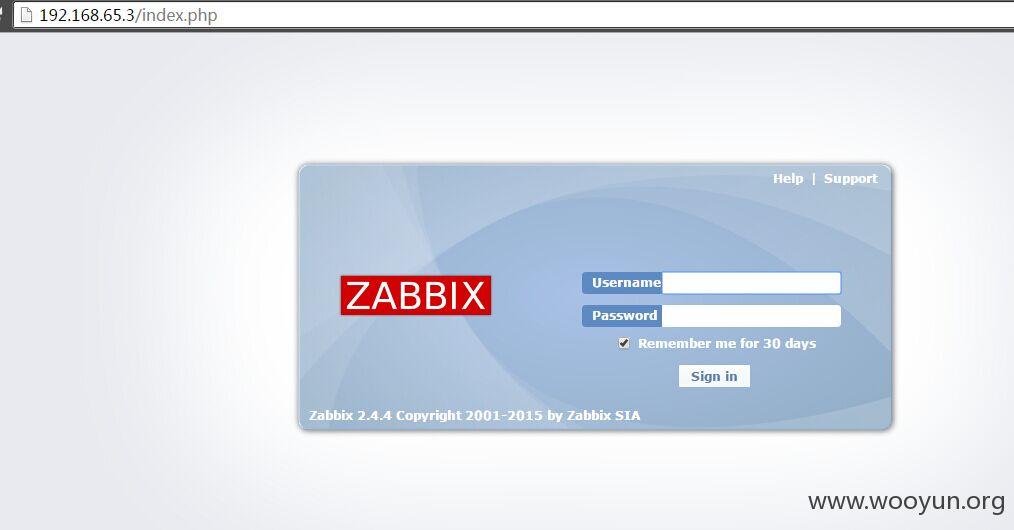 192.168.65.3/index.php
Help | Support
ZABBIX
Username
Password
Remember me for 30 days
Sign in
Zabbix 2.4.4 Copyright 2001-2015 by Zabbix SIA
www.wooyun.org